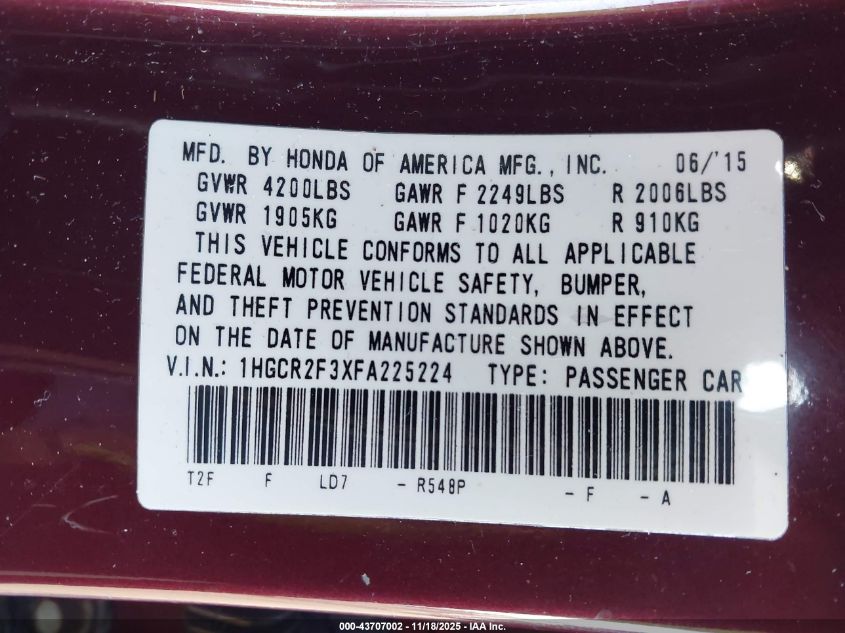 MFD. BY HONDA OF AMERICA MFG., INC. 06/'15
GVWR 4200LBS GAWR F 2249LBS R 2006LBS
GVWR 1905KG GAWR F 1020KG R 910KG
THIS VEHICLE CONFORMS TO ALL APPLICABLE
FEDERAL MOTOR VEHICLE SAFETY, BUMPER,
AND THEFT PREVENTION STANDARDS IN EFFECT
ON THE DATE OF MANUFACTURE SHOWN ABOVE.
V.I.N.: 1HGCR2F3XFA225224 TYPE: PASSENGER CAR
T2F F LD7 - R548P - F - A
000-43707002 - 11/18/2025 - IAA Inc.